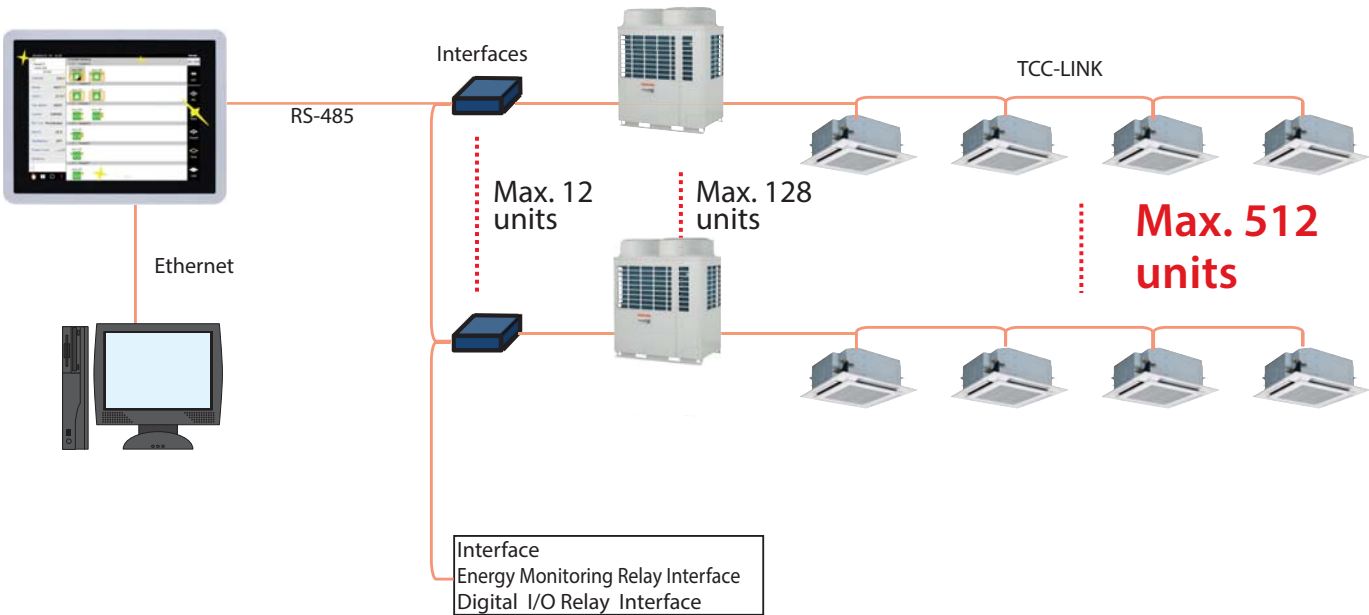 Interfaces
TCC-LINK
RS-485
Max. 12
units
Max. 128
units
Max. 512
units
Ethernet
Interface
Energy Monitoring Relay Interface
Digital I/O Relay Interface